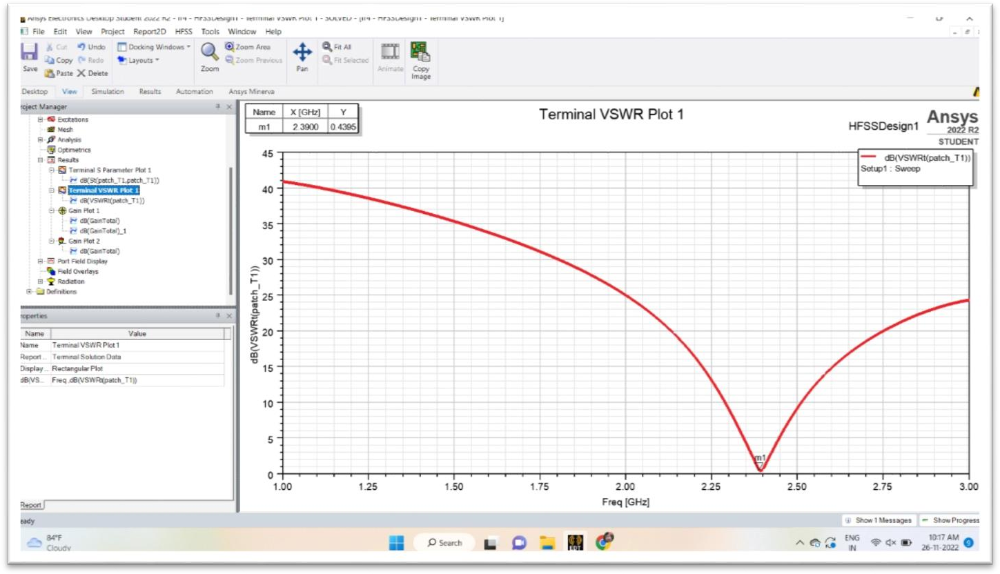 Ansys Electronics Desktop Student 2022 R2 - fr4 - HFSSDesign1 - Terminal VSWR Plot 1 - SOLVED - [fr4 - HFSSDesign1 - Terminal VSWR Plot 1]
File Edit View Project Report2D HFSS Tools Window Help
Save
Cut
Copy
Paste
Undo
Redo
Delete
Docking Windows
Layouts
Zoom
Zoom Area
Zoom Previous
Pan
Fit All
Fit Selected
Animate
Copy
Image
Desktop View Simulation Results Automation Ansys Minerva
roject Manager
Excitations
Mesh
Analysis
Optimetrics
Results
Terminal S Parameter Plot 1
dB(St(patch_T1,patch_T1))
Terminal VSWR Plot 1
dB(VSWRt(patch_T1))
Gain Plot 1
dB(GainTotal)
dB(GainTotal)_1
Gain Plot 2
dB(GainTotal)
Port Field Display
Field Overlays
Radiation
Definitions
roperties
Name Value
Name Terminal VSWR Plot 1
Report... Terminal Solution Data
Display... Rectangular Plot
dB(VS... Freq ,dB(VSWRt(patch_T1))
Report
Name X [GHz] Y
m1 2.3900 0.4395
Terminal VSWR Plot 1
HFSSDesign1
Ansys
2022 R2
STUDENT
dB(VSWRt(patch_T1))
Setup1 : Sweep
dB(VSWRt(patch_T1))
45
40
35
30
25
20
15
10
5
0
m1
1.00 1.25 1.50 1.75 2.00 2.25 2.50 2.75 3.00
Freq [GHz]
eady
Show 1 Messages
Show Progress
84°F
Cloudy
Search
EDT
ENG
IN
10:17 AM
26-11-2022
9